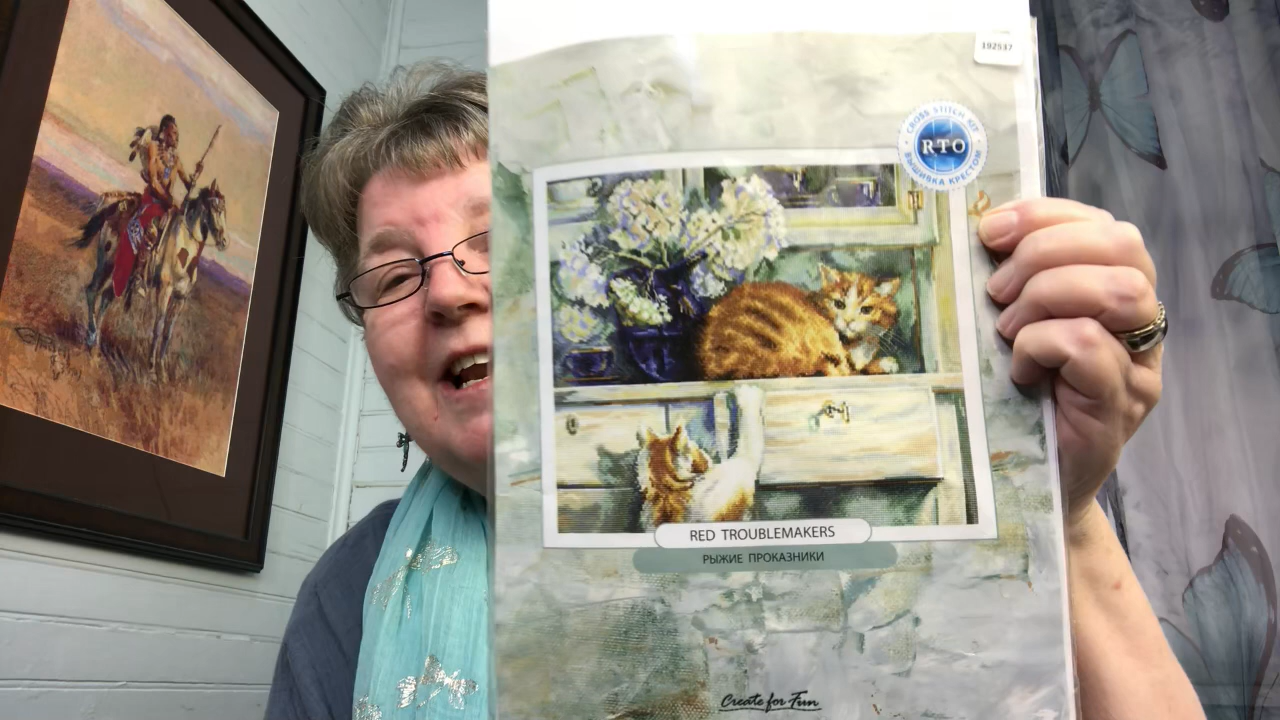 192537
CROSS STITCH KIT
RTO
ВЫШИВКА КРЕСТОМ
RED TROUBLEMAKERS
РЫЖИЕ ПРОКАЗНИКИ
Create for Fun